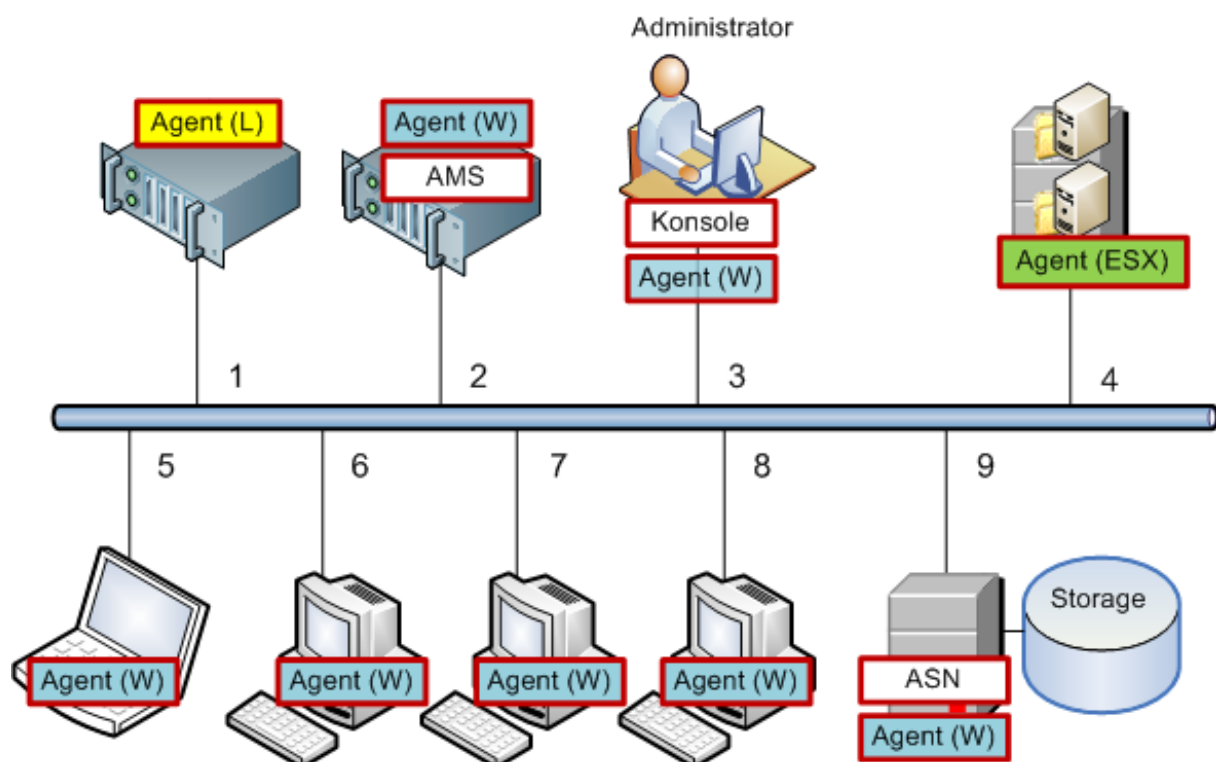 Administrator
Agent (L)
Agent (W)
AMS
Konsole
Agent (W)
Agent (ESX)
1
2
3
4
5
6
7
8
9
Agent (W)
Agent (W)
Agent (W)
Agent (W)
ASN
Agent (W)
Storage